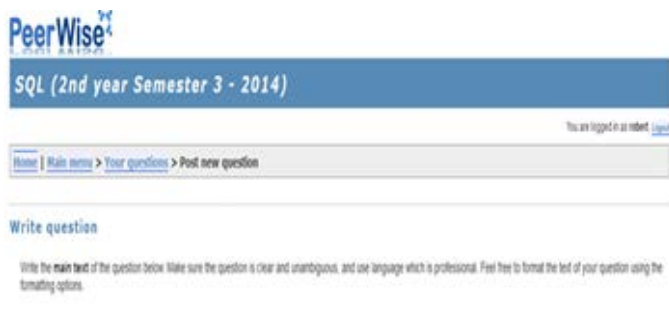 PeerWise
SQL (2nd year Semester 3 - 2014)
You are logged in as robert Logout
Home | Main menu > Your questions > Post new question
Write question
Write the main text of the question below. Make sure the question is clear and unambiguous, and use language which is professional. Feel free to format the text of your question using the
formatting options.